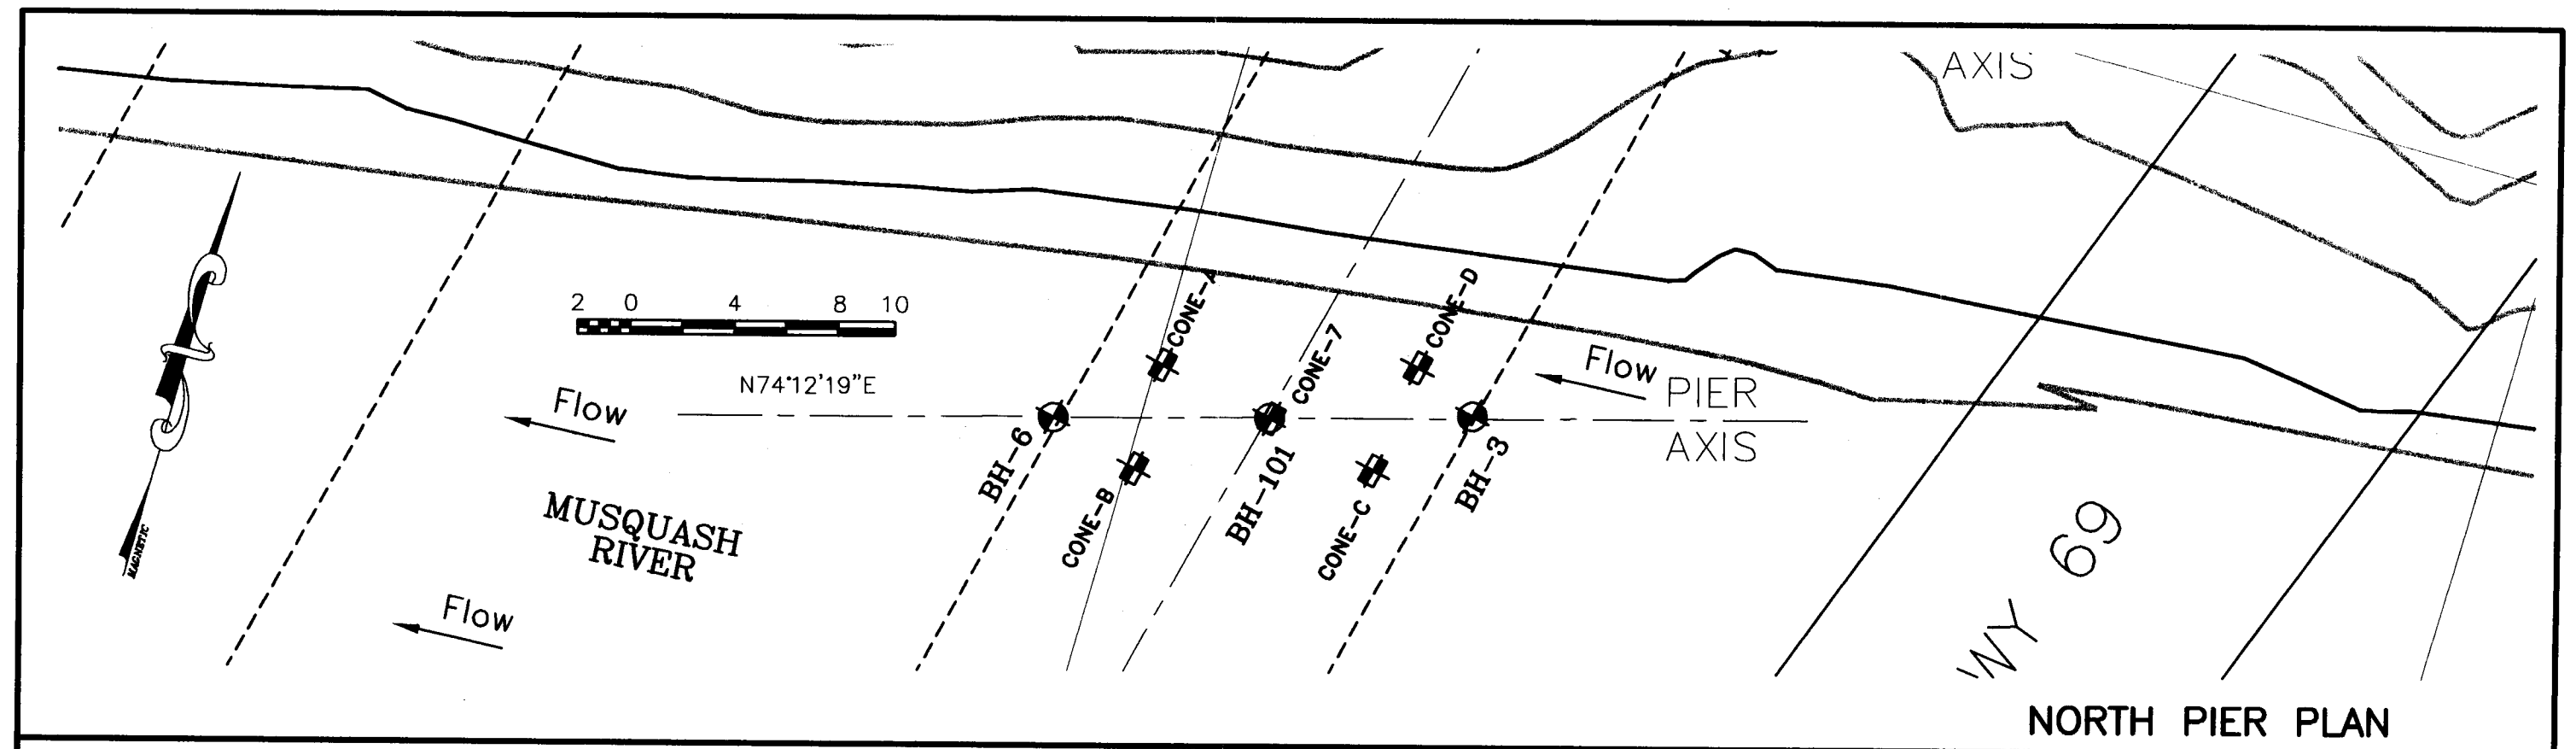 AXIS
2 0 4 8 10
CONE-A
CONE-D
CONE-7
N74°12'19"E
Flow
Flow
PIER
AXIS
BH-6
CONE-B
BH-101
CONE-C
BH-3
MUSQUASH
RIVER
Flow
MAGNETIC
WY 69
NORTH PIER PLAN